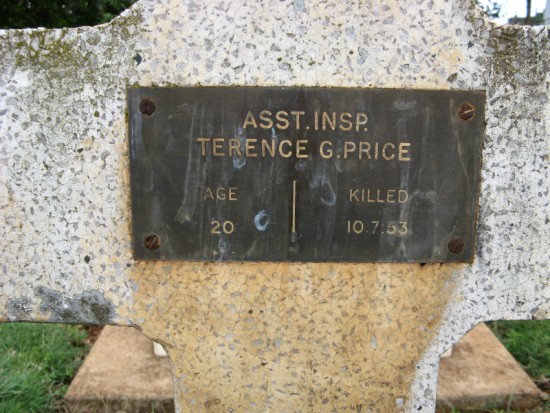 ASST. INSP.
TERENCE G. PRICE
AGE KILLED
20 10.7.53